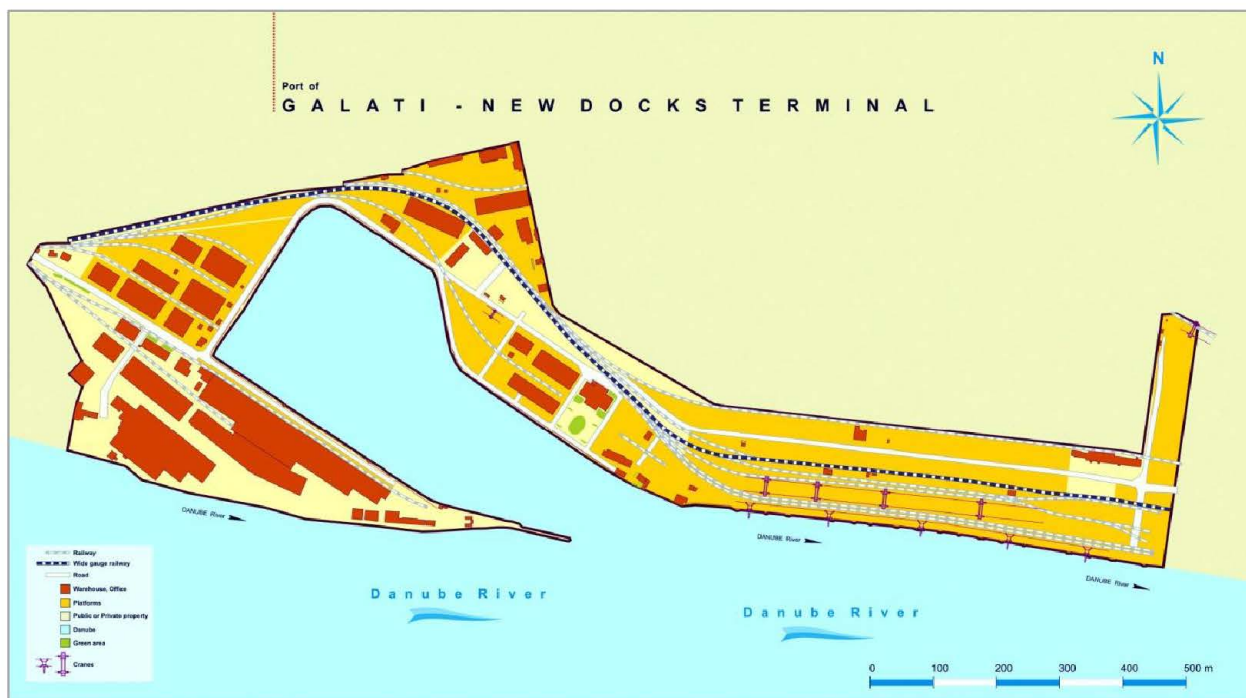 Port of
GALATI - NEW DOCKS TERMINAL
N
DANUBE River
DANUBE River
DANUBE River
Danube River
Danube River
Railway
Wide gauge railway
Road
Warehouse, Office
Platforms
Public or Private property
Danube
Green area
Cranes
0 100 200 300 400 500 m